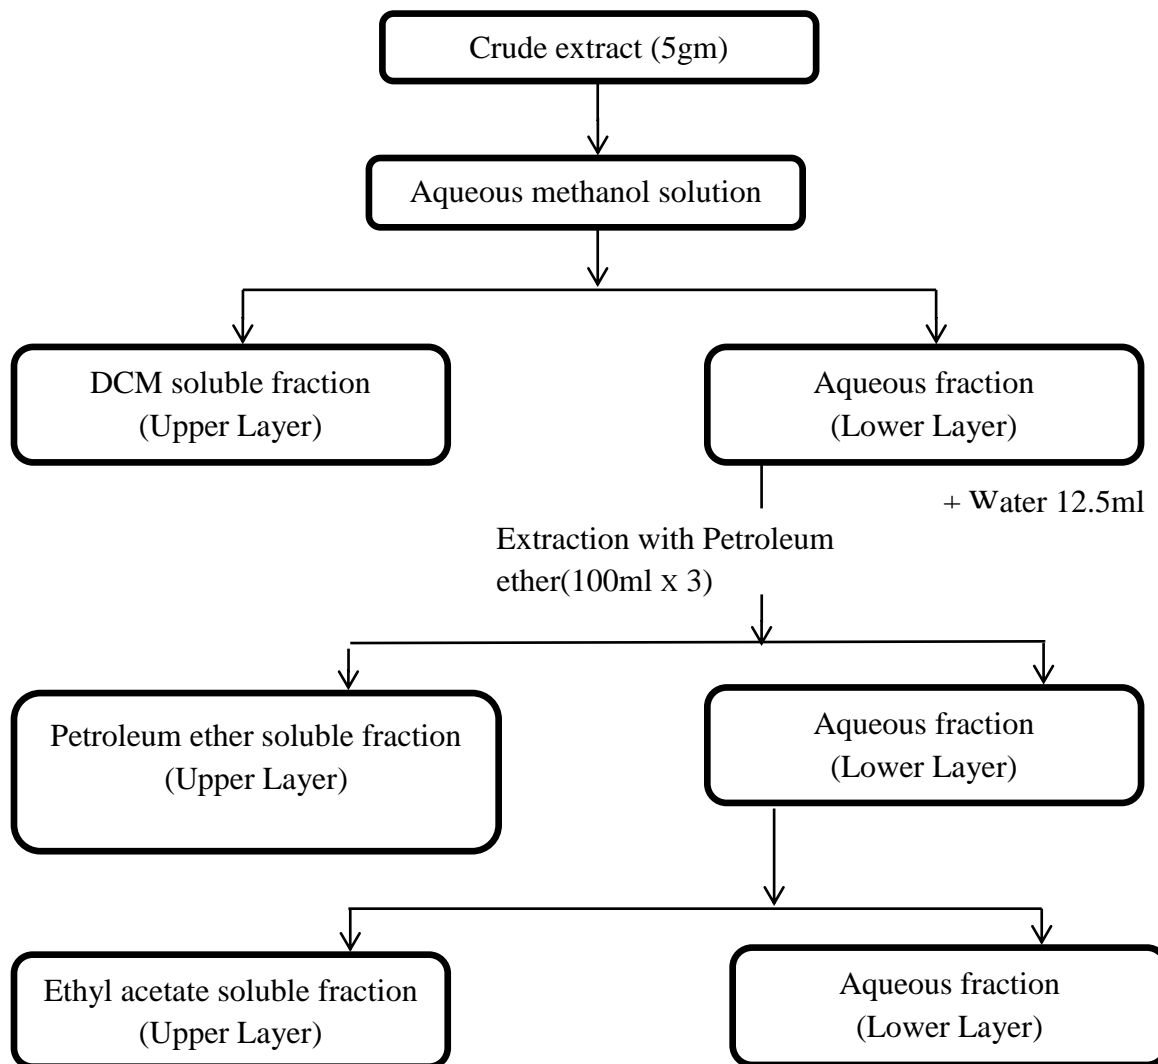 Crude extract (5gm)
Aqueous methanol solution
DCM soluble fraction
(Upper Layer)
Aqueous fraction
(Lower Layer)
+ Water 12.5ml
Extraction with Petroleum
ether(100ml x 3)
Petroleum ether soluble fraction
(Upper Layer)
Aqueous fraction
(Lower Layer)
Ethyl acetate soluble fraction
(Upper Layer)
Aqueous fraction
(Lower Layer)